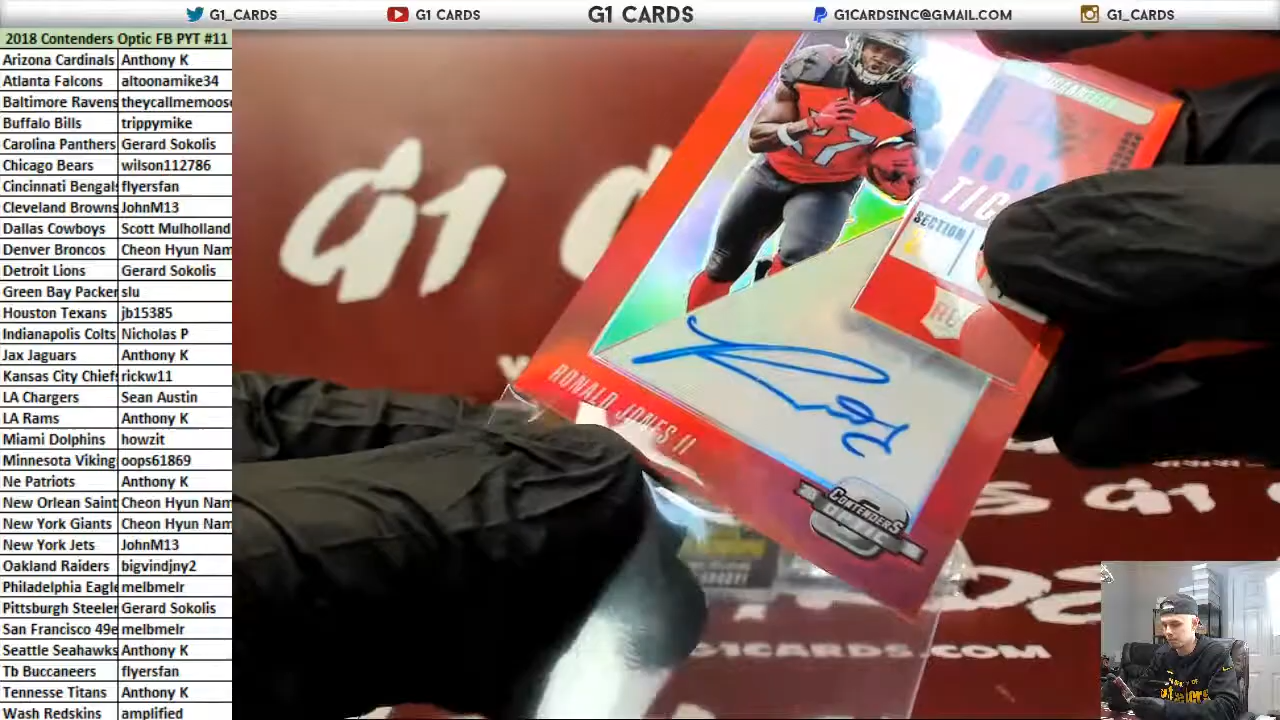 G1_CARDS G1 CARDS G1 CARDS G1CARDSINC@GMAIL.COM G1_CARDS
2018 Contenders Optic FB PYT #11
Arizona Cardinals Anthony K
Atlanta Falcons altoonamike34
Baltimore Ravens theycallmemoose
Buffalo Bills trippymike
Carolina Panthers Gerard Sokolis
Chicago Bears wilson112786
Cincinnati Bengals flyersfan
Cleveland Browns JohnM13
Dallas Cowboys Scott Mulholland
Denver Broncos Cheon Hyun Nam
Detroit Lions Gerard Sokolis
Green Bay Packer slu
Houston Texans jb15385
Indianapolis Colts Nicholas P
Jax Jaguars Anthony K
Kansas City Chiefs rickw11
LA Chargers Sean Austin
LA Rams Anthony K
Miami Dolphins howzit
Minnesota Viking oops61869
Ne Patriots Anthony K
New Orlean Saint Cheon Hyun Nam
New York Giants Cheon Hyun Nam
New York Jets JohnM13
Oakland Raiders bigvindjny2
Philadelphia Eagle melbmelr
Pittsburgh Steeler Gerard Sokolis
San Francisco 49e melbmelr
Seattle Seahawks Anthony K
Tb Buccaneers flyersfan
Tennesse Titans Anthony K
Wash Redskins amplified
G1
TIC
SECTION
RONALD JONES II
CONTENDERS
OPTIC
G1
G1CARDS.COM